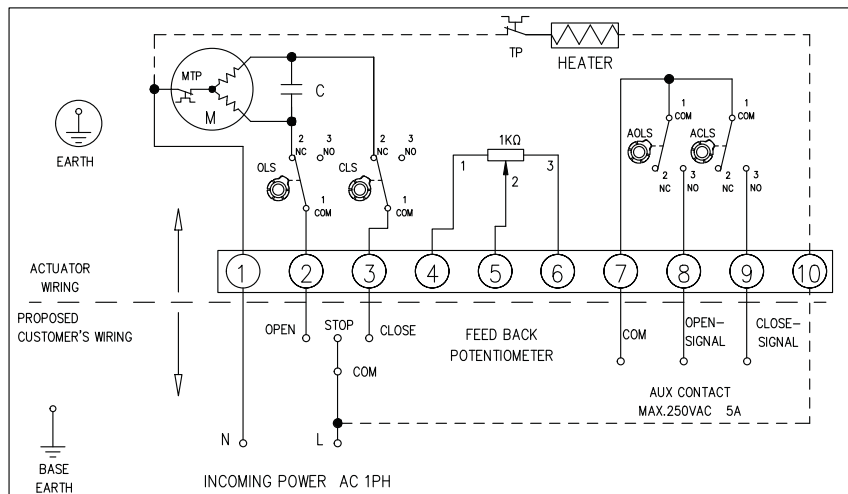 TP
HEATER
MTP
M
C
EARTH
2
NC
3
NO
OLS
1
COM
2
NC
3
NO
CLS
1
COM
1KΩ
1
2
3
1
COM
AOLS
2
NC
3
NO
1
COM
ACLS
2
NC
3
NO
ACTUATOR
WIRING
1
2
3
4
5
6
7
8
9
10
PROPOSED
CUSTOMER'S WIRING
OPEN
STOP
CLOSE
COM
FEED BACK
POTENTIOMETER
COM
OPEN-
SIGNAL
CLOSE-
SIGNAL
AUX CONTACT
MAX.250VAC 5A
N
L
BASE
EARTH
INCOMING POWER AC 1PH